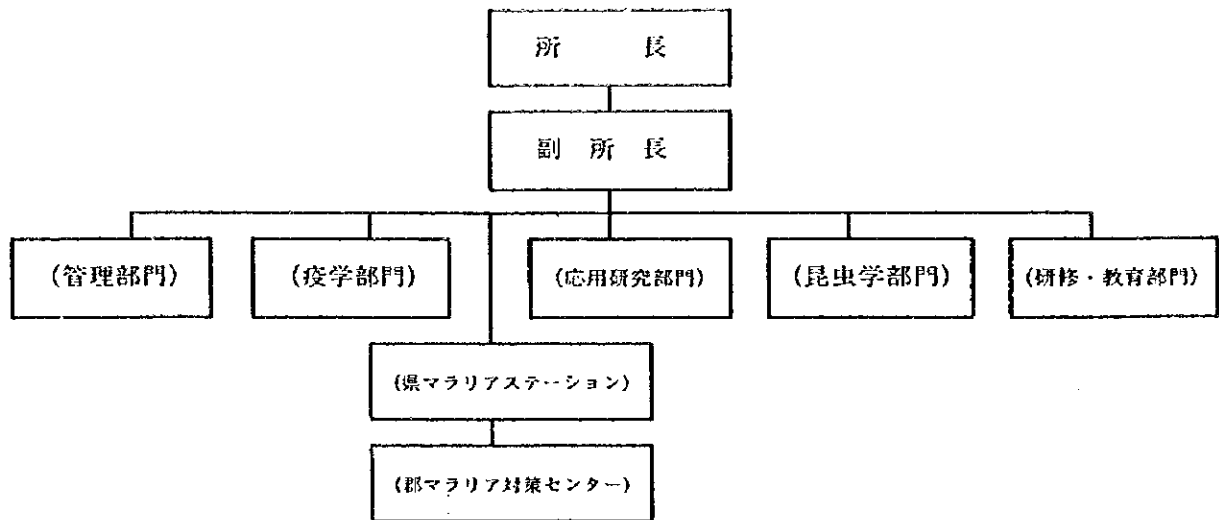 所 長
副 所 長
(管理部門)
(疫学部門)
(応用研究部門)
(昆虫学部門)
(研修・教育部門)
(県マラリアステーション)
(郡マラリア対策センター)